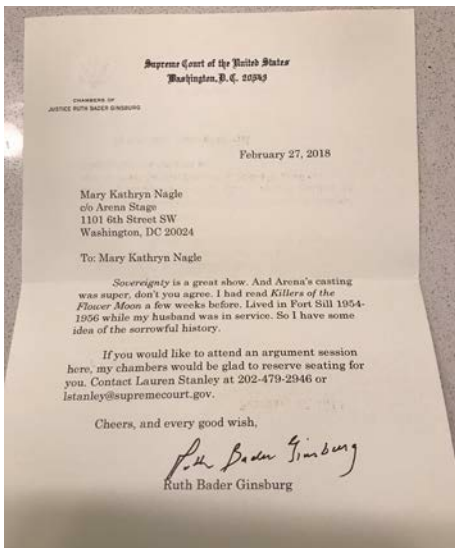 Supreme Court of the United States
Washington, D. C. 20543
CHAMBERS OF
JUSTICE RUTH BADER GINSBURG
February 27, 2018
Mary Kathryn Nagle
c/o Arena Stage
1101 6th Street SW
Washington, DC 20024
To: Mary Kathryn Nagle
Sovereignty is a great show. And Arena's casting
was super, don't you agree. I had read Killers of the
Flower Moon a few weeks before. Lived in Fort Sill 1954-
1956 while my husband was in service. So I have some
idea of the sorrowful history.
If you would like to attend an argument session
here, my chambers would be glad to reserve seating for
you. Contact Lauren Stanley at 202-479-2946 or
lstanley@supremecourt.gov.
Cheers, and every good wish,
Ruth Bader Ginsburg
Ruth Bader Ginsburg